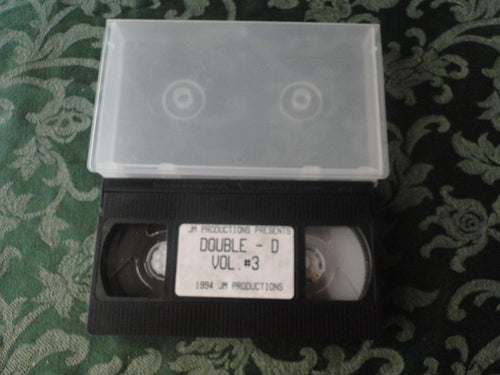 JM PRODUCTIONS PRESENTS
DOUBLE - D
VOL. #3
1994 JM PRODUCTIONS